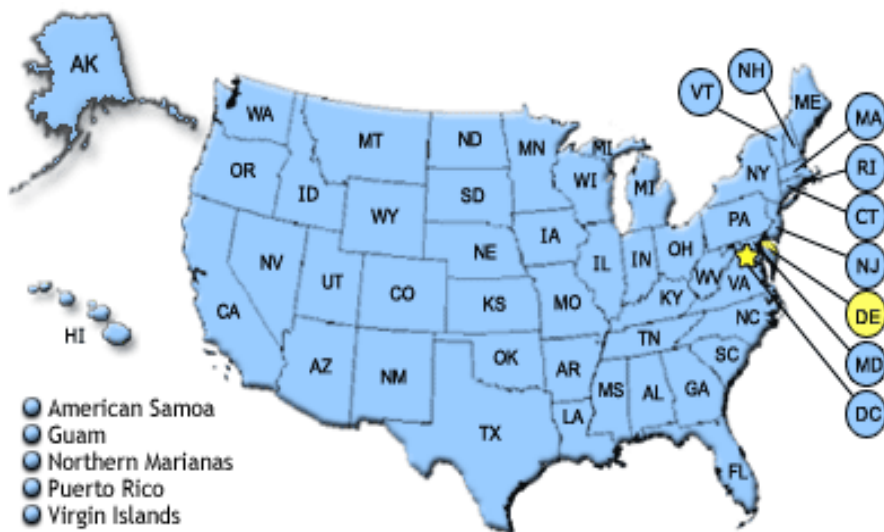 AK
NH
VT
ME
WA
MA
MT
ND
MN
MI
OR
RI
ID
WI
MI
NY
SD
WY
CT
PA
IA
NE
OH
NV
IL
IN
NJ
UT
WV
VA
CO
CA
KS
MO
KY
DE
HI
NC
TN
OK
AZ
NM
AR
SC
MD
MS
AL
GA
DC
American Samoa
LA
TX
Guam
Northern Marianas
FL
Puerto Rico
Virgin Islands